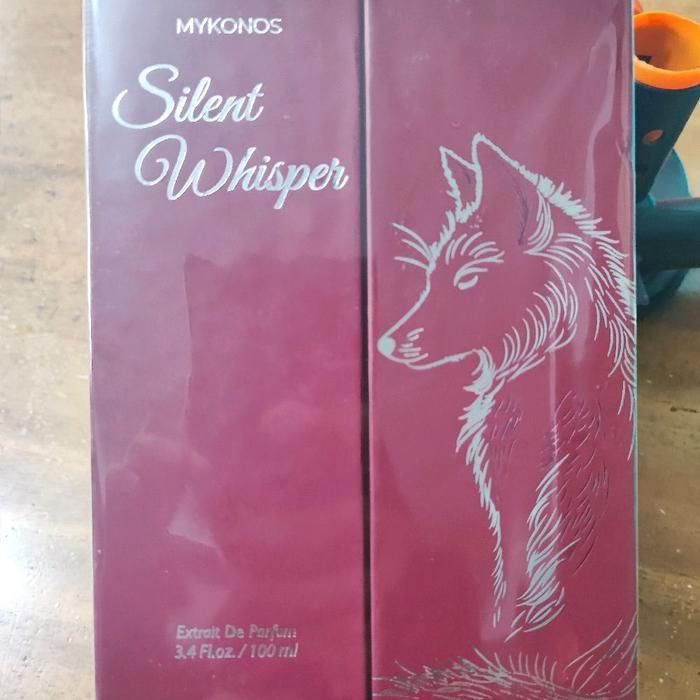 MYKONOS
Silent
Whisper
Extrait De Parfum
3.4 Fl.oz. / 100 ml